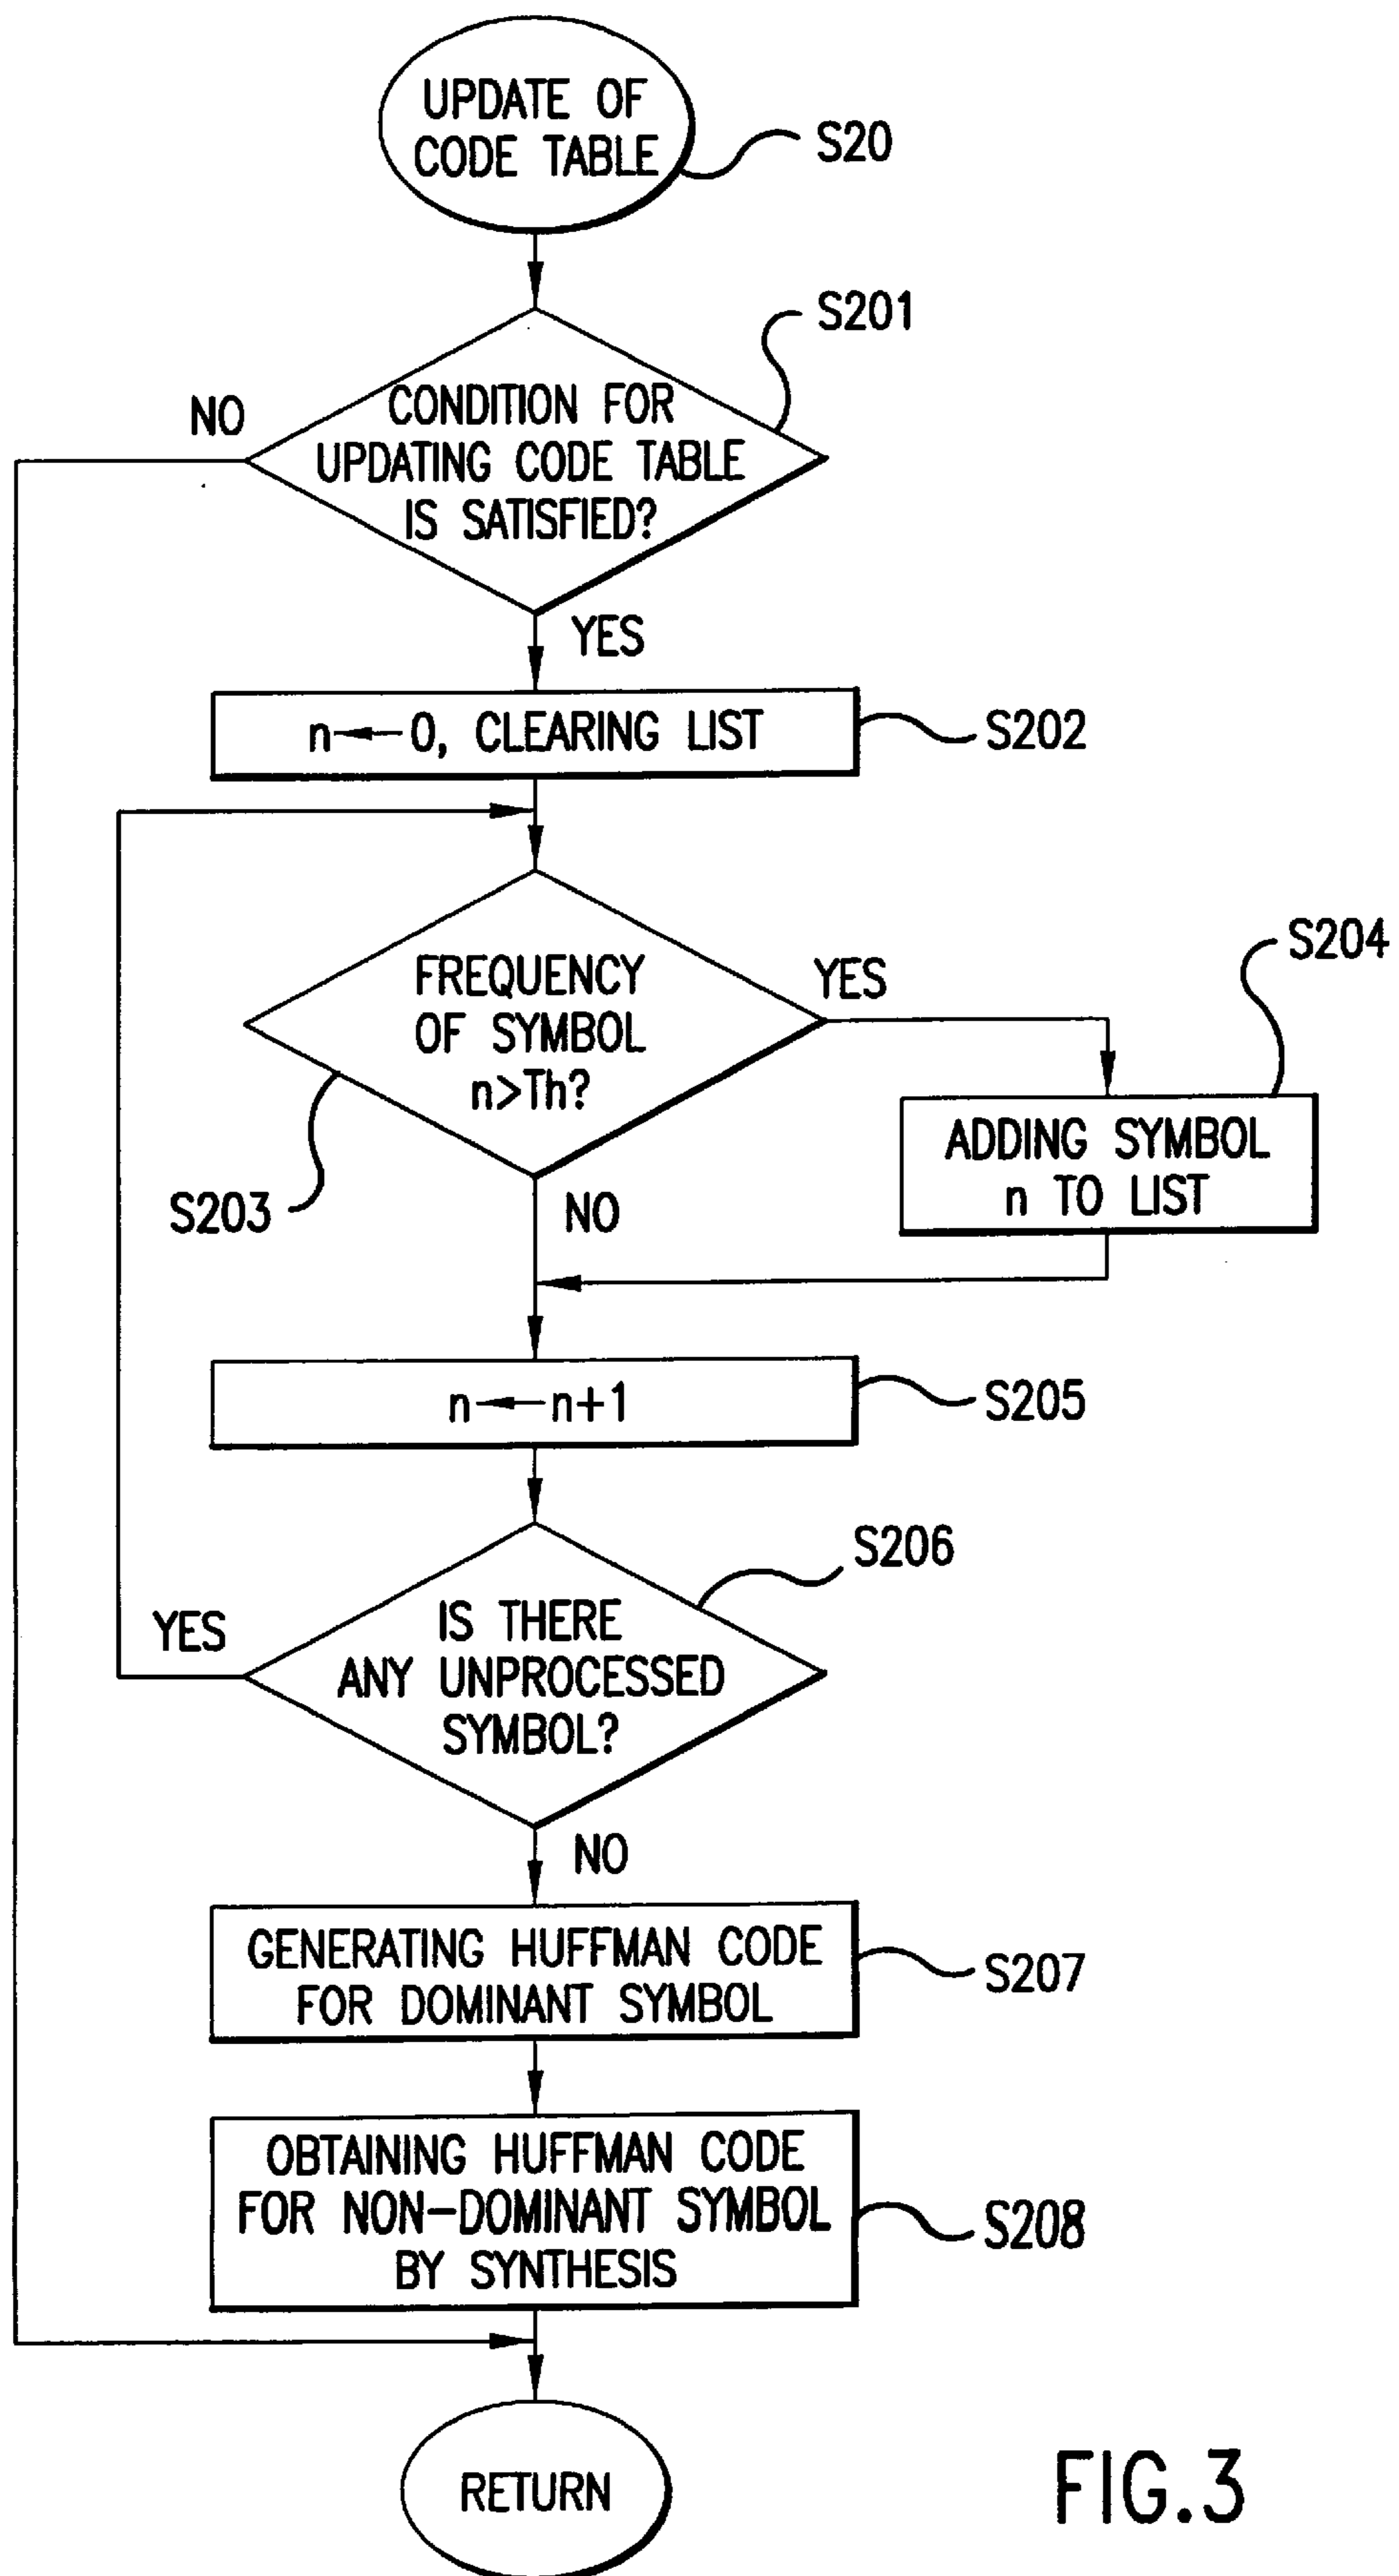 UPDATE OF
CODE TABLE
S20
S201
CONDITION FOR
UPDATING CODE TABLE
IS SATISFIED?
NO
YES
n←0, CLEARING LIST
S202
FREQUENCY
OF SYMBOL
n>Th?
YES
S204
ADDING SYMBOL
n TO LIST
S203
NO
n←n+1
S205
S206
IS THERE
ANY UNPROCESSED
SYMBOL?
YES
NO
GENERATING HUFFMAN CODE
FOR DOMINANT SYMBOL
S207
OBTAINING HUFFMAN CODE
FOR NON-DOMINANT SYMBOL
BY SYNTHESIS
S208
RETURN
FIG.3